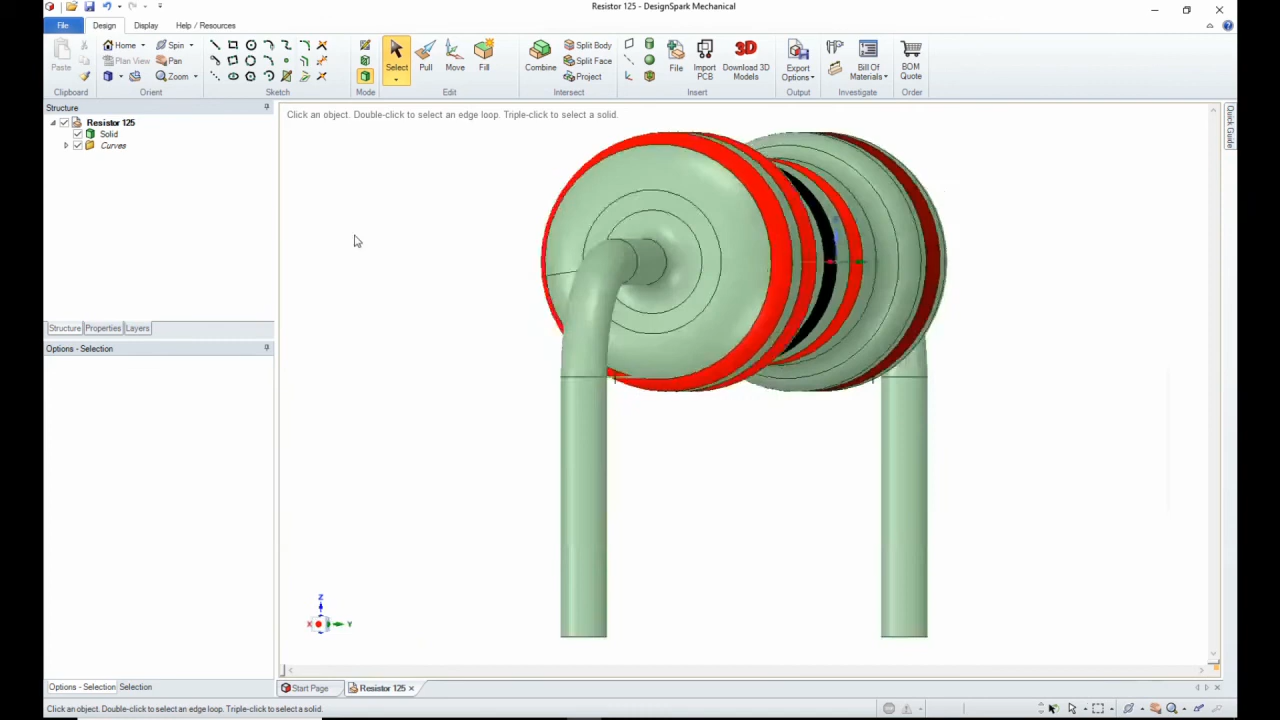 Resistor 125 - DesignSpark Mechanical
File Design Display Help / Resources
Paste
Home Spin
Plan View Pan
Zoom
Select Pull Move Fill
Combine
Split Body
Split Face
Project
File
Import PCB
Download 3D Models
3D
Export Options
Bill Of Materials
BOM Quote
Clipboard Orient Sketch Mode Edit Intersect Insert Output Investigate Order
Structure
Resistor 125
Solid
Curves
Structure Properties Layers
Options - Selection
Click an object. Double-click to select an edge loop. Triple-click to select a solid.
Quick Guide
Z
X Y
Options - Selection Selection
Start Page Resistor 125
Click an object. Double-click to select an edge loop. Triple-click to select a solid.